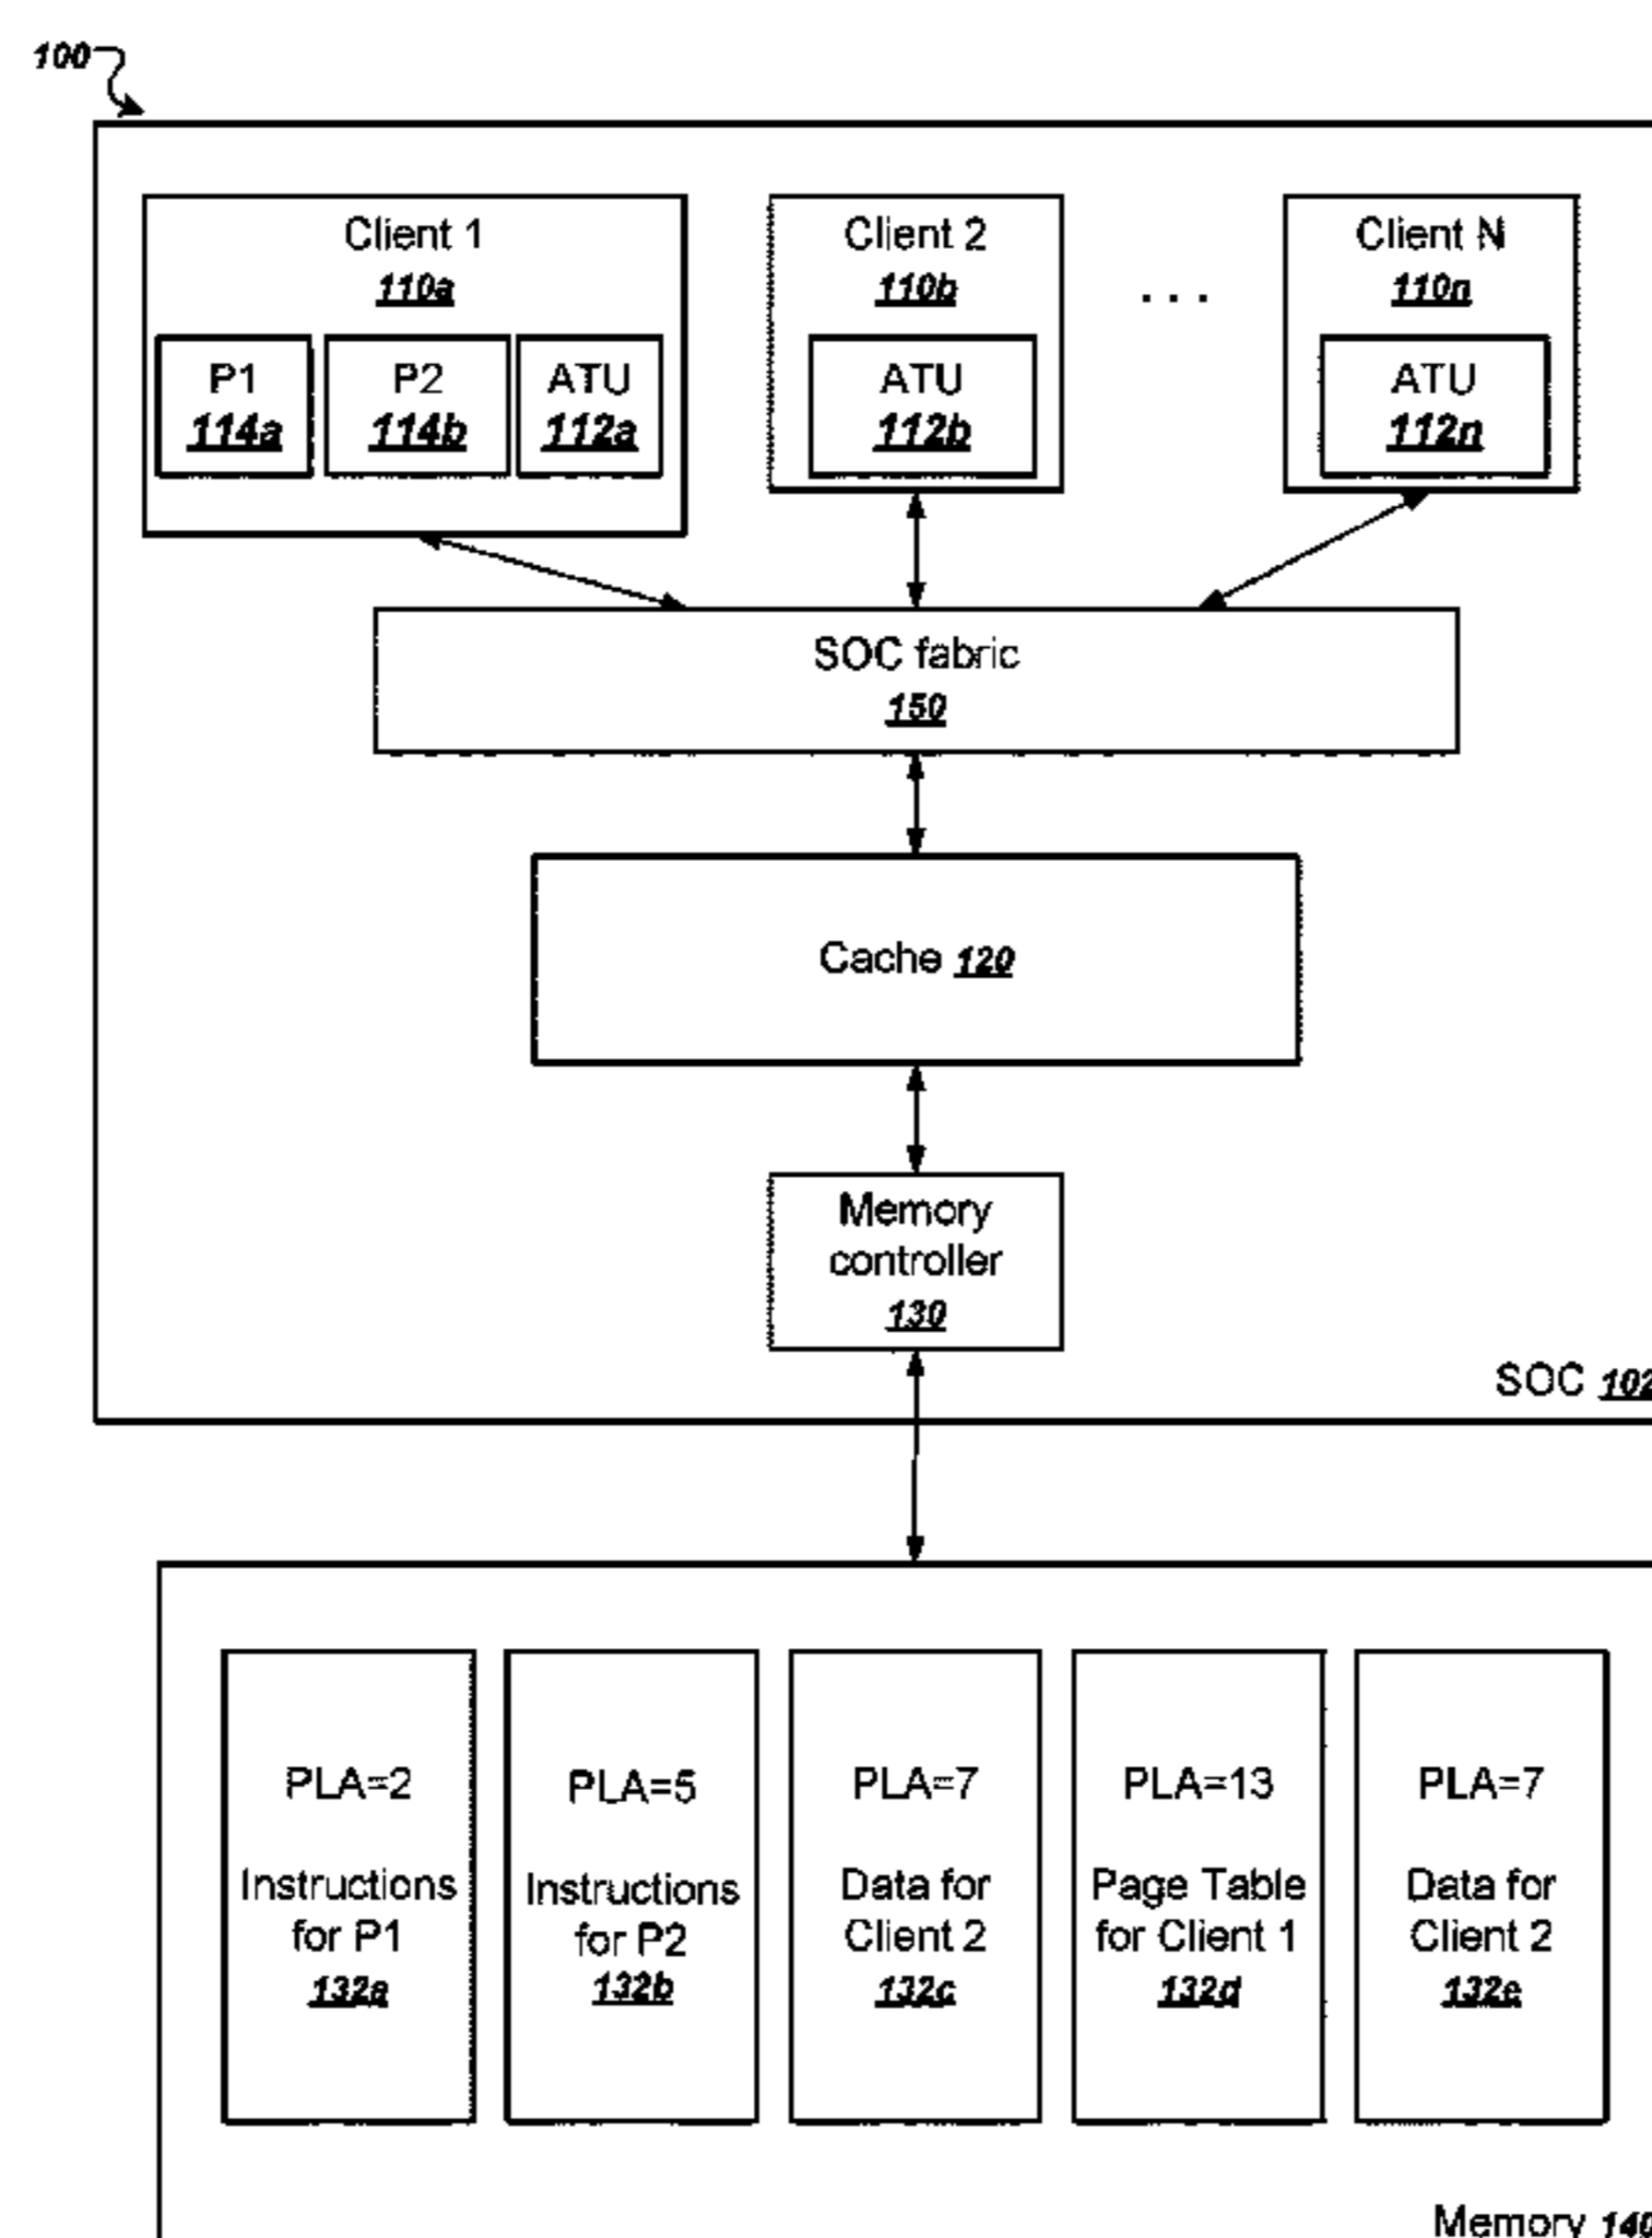 100
Client 1
110a
P1
114a
P2
114b
ATU
112a
Client 2
110b
ATU
112b
. . .
Client N
110n
ATU
112n
SOC fabric
150
Cache 120
Memory
controller
130
SOC 102
PLA=2
Instructions
for P1
132a
PLA=5
Instructions
for P2
132b
PLA=7
Data for
Client 2
132c
PLA=13
Page Table
for Client 1
132d
PLA=7
Data for
Client 2
132e
Memory 140